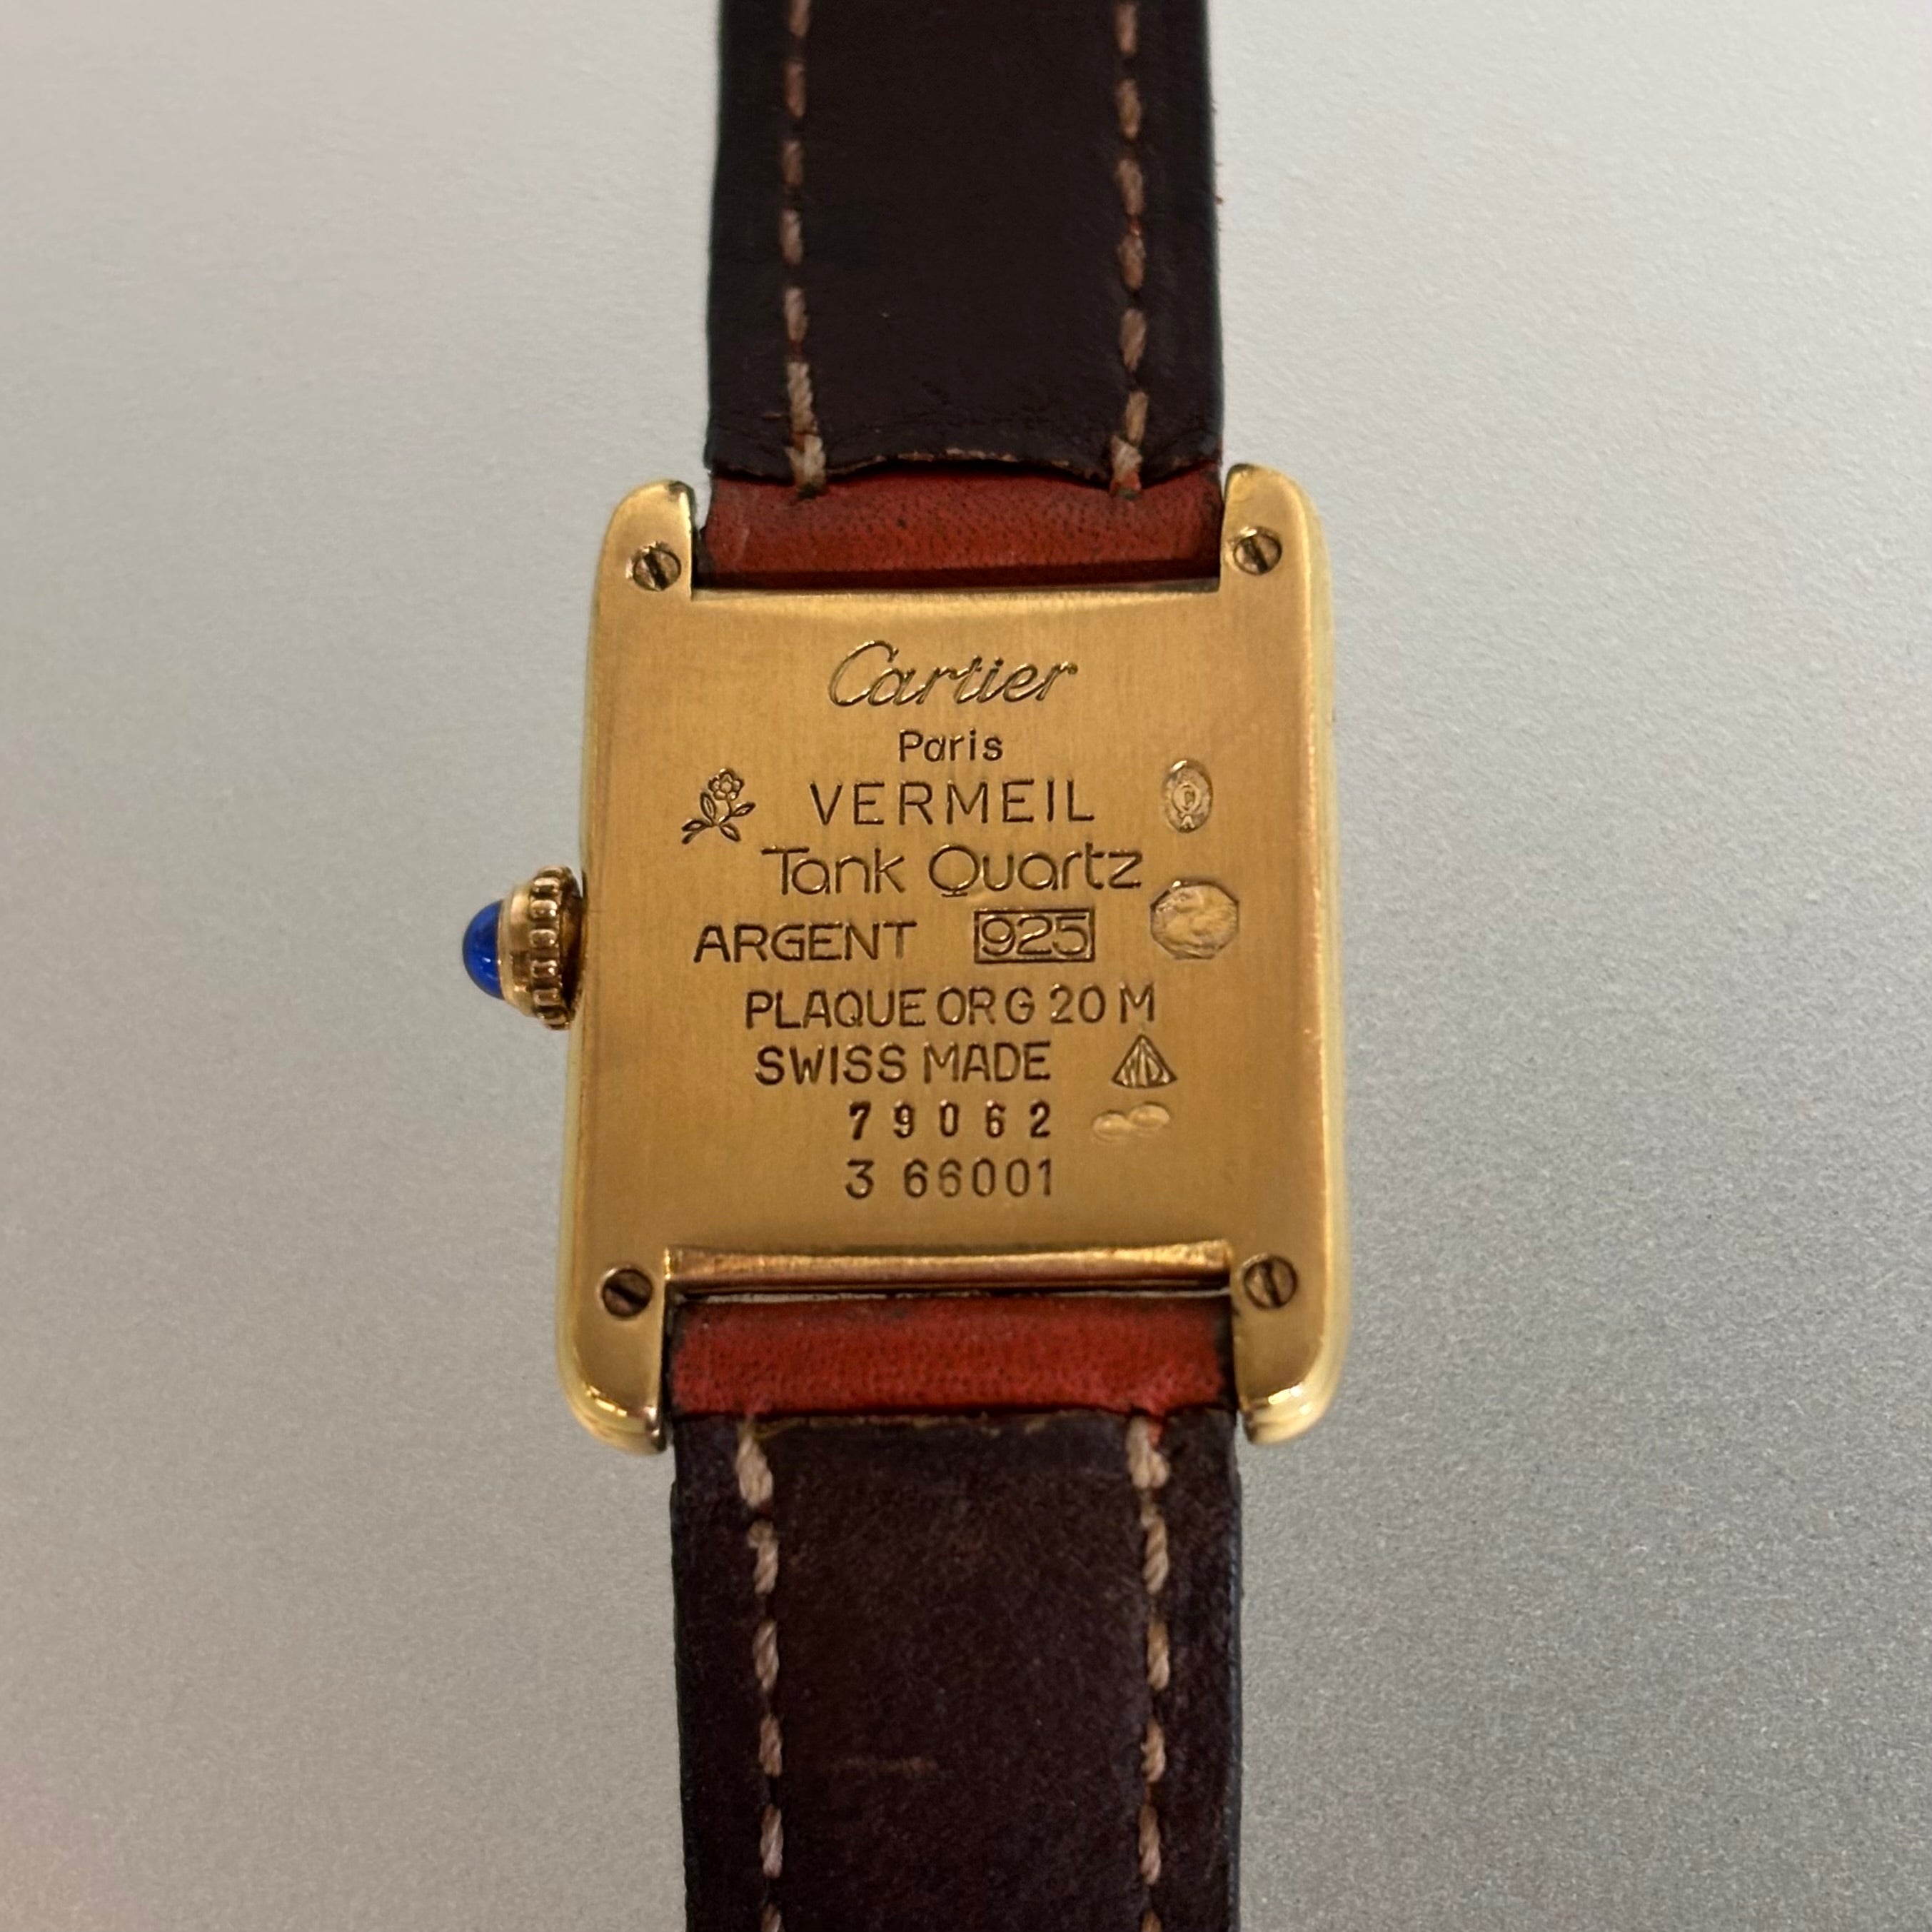 Cartier
Paris
VERMEIL
Tank Quartz
ARGENT 925
PLAQUE OR G 20 M
SWISS MADE
79062
3 66001